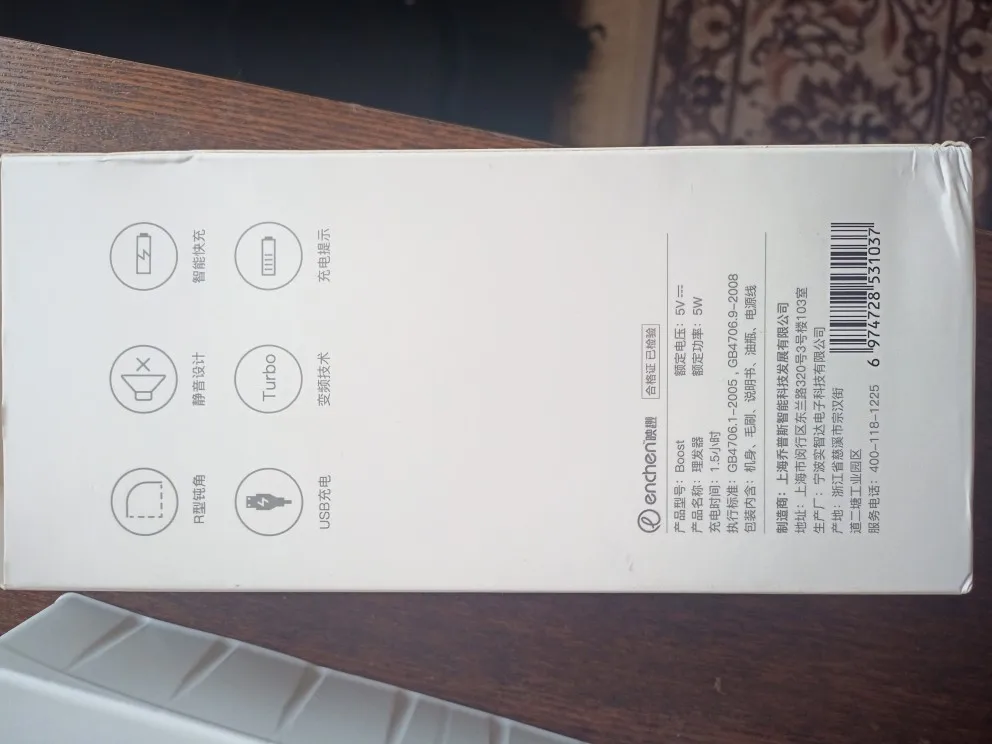 R型钝角
静音设计
智能快充
USB充电
Turbo
变频技术
充电提示
enchen映趣 合格证 已检验
产品型号：Boost 额定电压：5V
产品名称：理发器 额定功率：5W
充电时间：1.5小时
执行标准：GB4706.1-2005，GB4706.9-2008
包装内含：机身、毛刷、说明书、油瓶、电源线
制造商：上海乔普斯智能科技发展有限公司
地址：上海市闵行区东兰路320号3号楼103室
生产厂：宁波实智达电子科技有限公司
产地：浙江省慈溪市宗汉街
道二塘工业园区
服务电话：400-118-1225
6 974728 531037